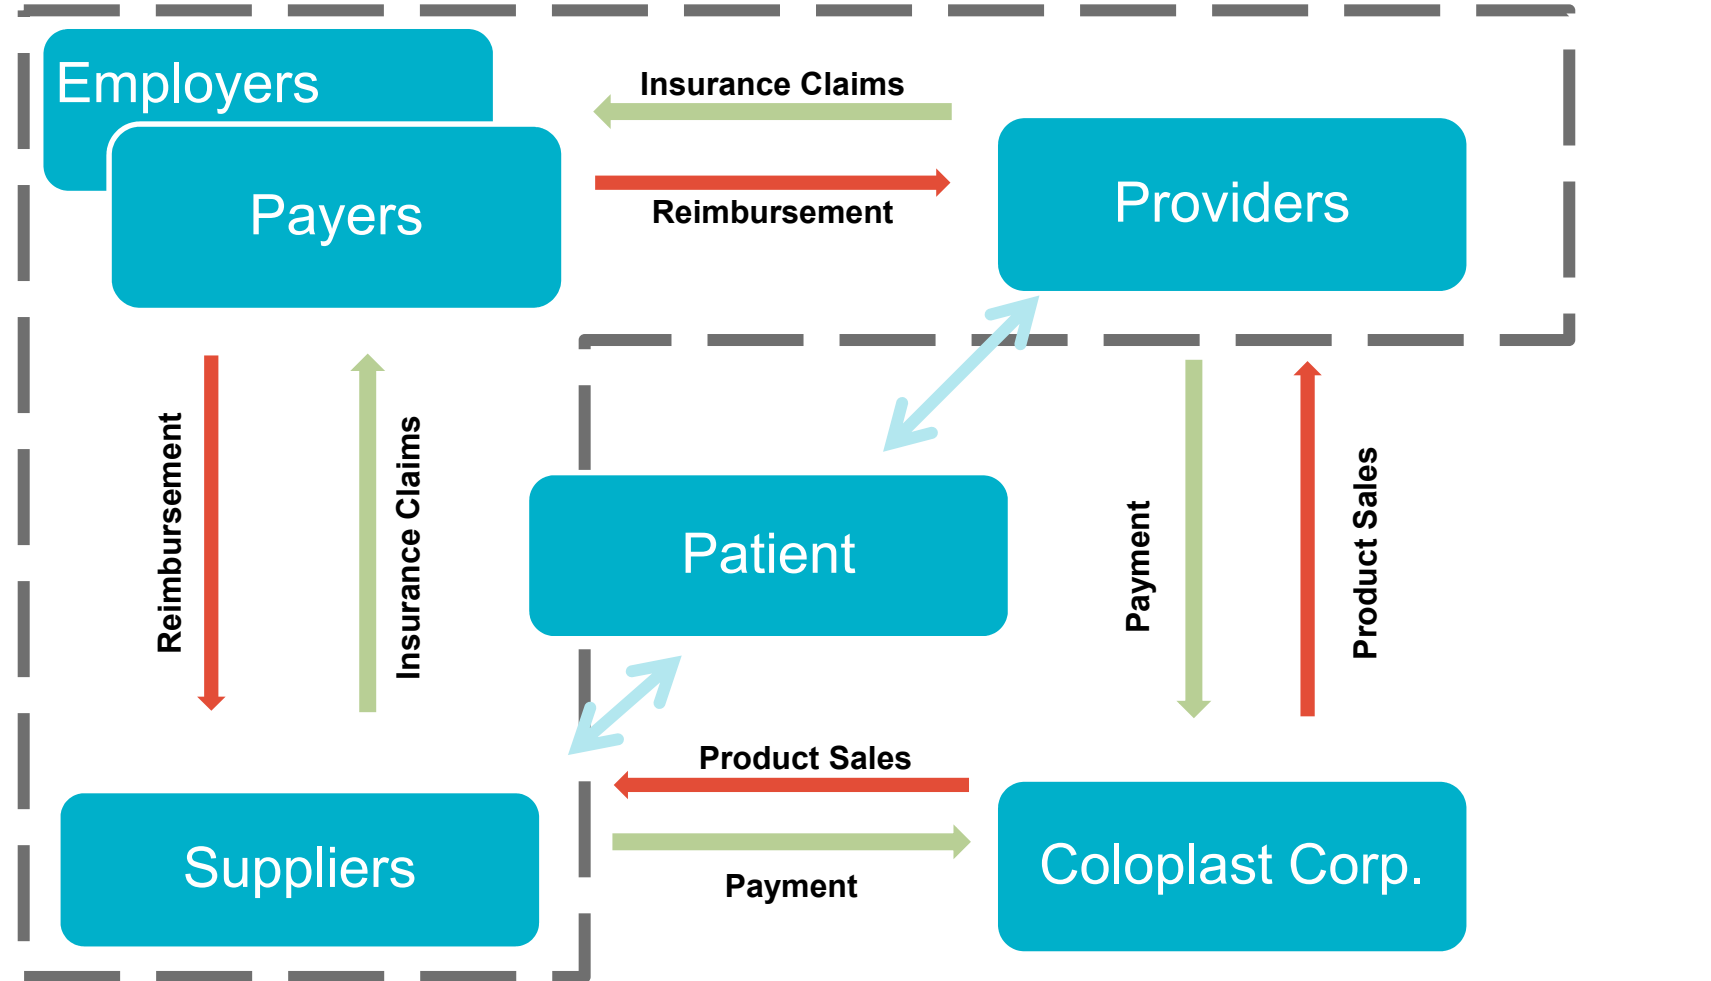 Employers
Insurance Claims
Payers
Providers
Reimbursement
Reimbursement
Insurance Claims
Patient
Payment
Product Sales
Product Sales
Suppliers
Coloplast Corp.
Payment